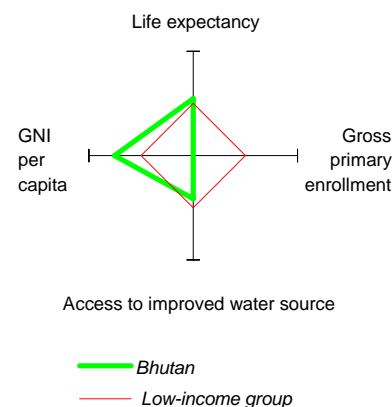 Life expectancy
GNI
per
capita
Gross
primary
enrollment
Access to improved water source
Bhutan
Low-income group